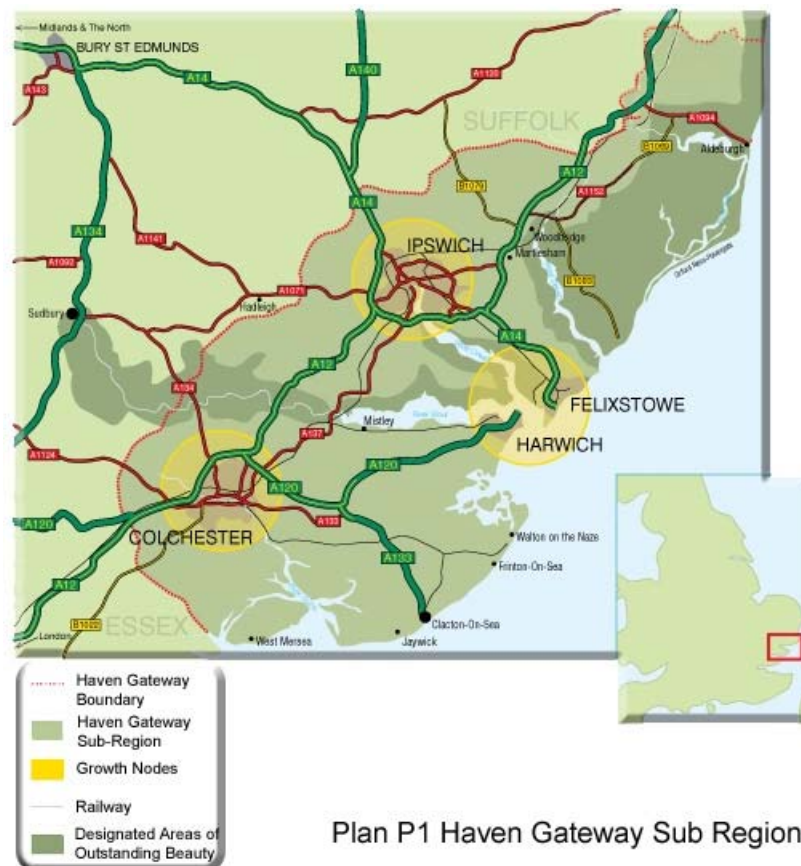 Midlands & The North
BURY ST EDMUNDS
A14
A140
A1120
A143
SUFFOLK
A1094
B1069
Aldeburgh
A12
B1079
A1152
A14
A134
A1141
IPSWICH
Woodbridge
Martlesham
A1092
A1071
B1083
Hadleigh
Sudbury
A14
A12
A134
FELIXSTOWE
Mistley
HARWICH
A137
A1124
A120
A120
A120
A133
COLCHESTER
Walton on the Naze
A133
Frinton-On-Sea
A12
B1022
ESSEX
Clacton-On-Sea
London
West Mersea
Jaywick
Haven Gateway
Boundary
Haven Gateway
Sub-Region
Growth Nodes
Railway
Designated Areas of
Outstanding Beauty
Plan P1 Haven Gateway Sub Region